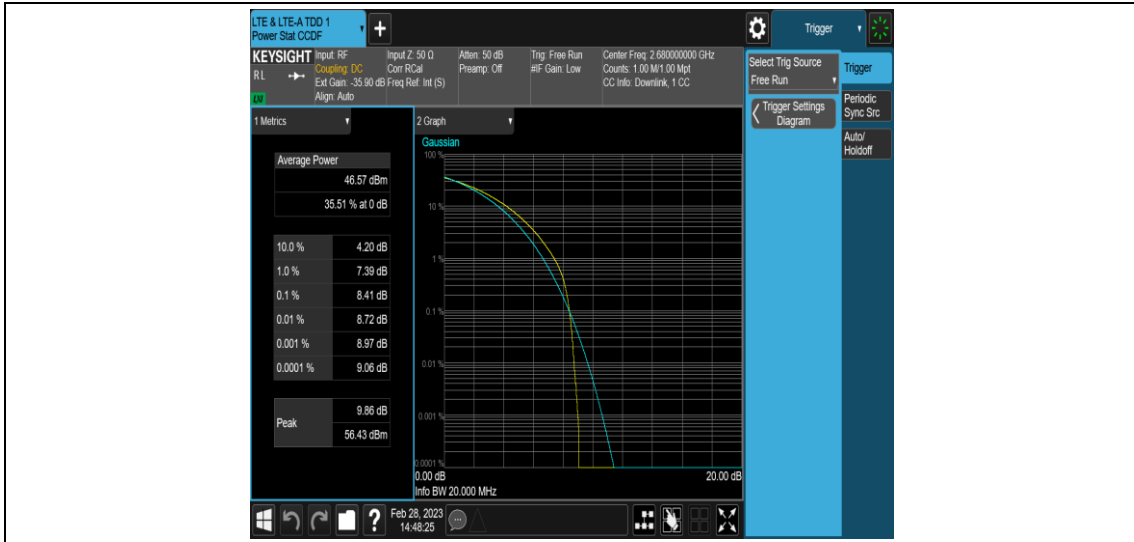 LTE & LTE-A TDD 1
Power Stat CCDF
Trigger
KEYSIGHT
R L
LXI
Input: RF
Coupling: DC
Ext Gain: -35.90 dB
Align: Auto
Input Z: 50 Ω
Corr RCal
Freq Ref: Int (S)
Atten: 50 dB
Preamp: Off
Trig: Free Run
#IF Gain: Low
Center Freq: 2.680000000 GHz
Counts: 1.00 M/1.00 Mpt
CC Info: Downlink, 1 CC
Select Trig Source
Free Run
Trigger Settings
Diagram
Trigger
Periodic
Sync Src
Auto/
Holdoff
1 Metrics
Average Power
46.57 dBm
35.51 % at 0 dB
10.0 % 4.20 dB
1.0 % 7.39 dB
0.1 % 8.41 dB
0.01 % 8.72 dB
0.001 % 8.97 dB
0.0001 % 9.06 dB
Peak
9.86 dB
56.43 dBm
2 Graph
Gaussian
100 %
10 %
1 %
0.1 %
0.01 %
0.001 %
0.0001 %
0.00 dB 20.00 dB
Info BW 20.000 MHz
?
Feb 28, 2023
14:48:25